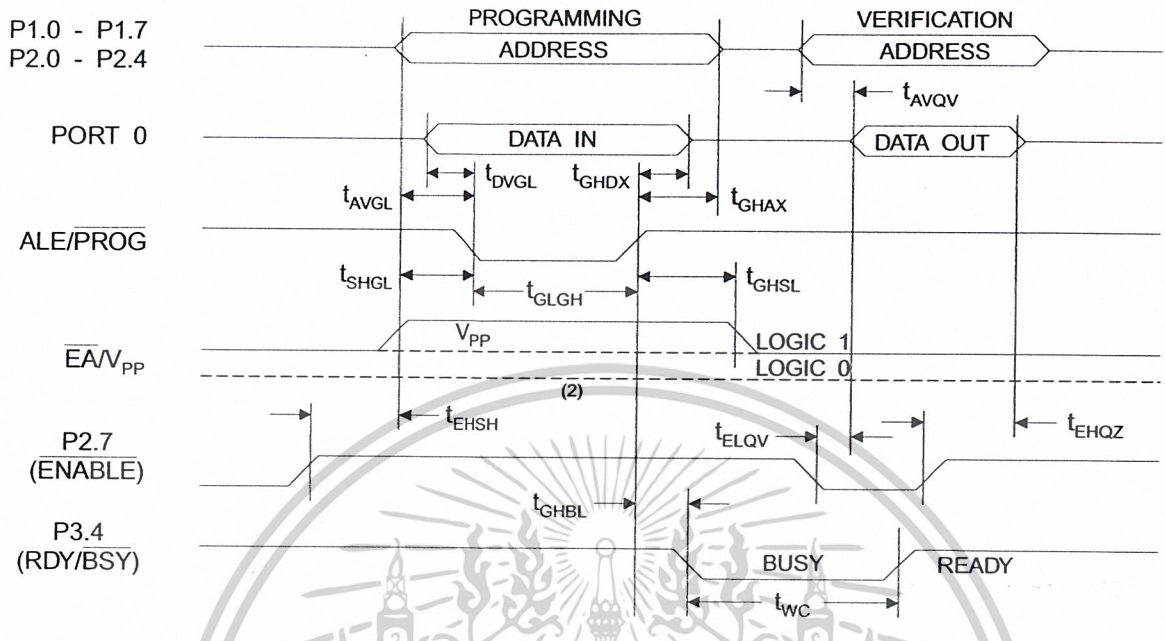 PROGRAMMING VERIFICATION
P1.0 - P1.7
P2.0 - P2.4
ADDRESS ADDRESS
tAVQV
PORT 0 DATA IN DATA OUT
tDVGL tGHDX
tAVGL tGHAX
ALE/PROG
tSHGL tGLGH tGHSL
VPP
EA/VPP LOGIC 1
LOGIC 0
(2)
tEHSH
P2.7
(ENABLE)
tELQV tEHQZ
tGHBL
P3.4
(RDY/BSY) BUSY READY
tWC